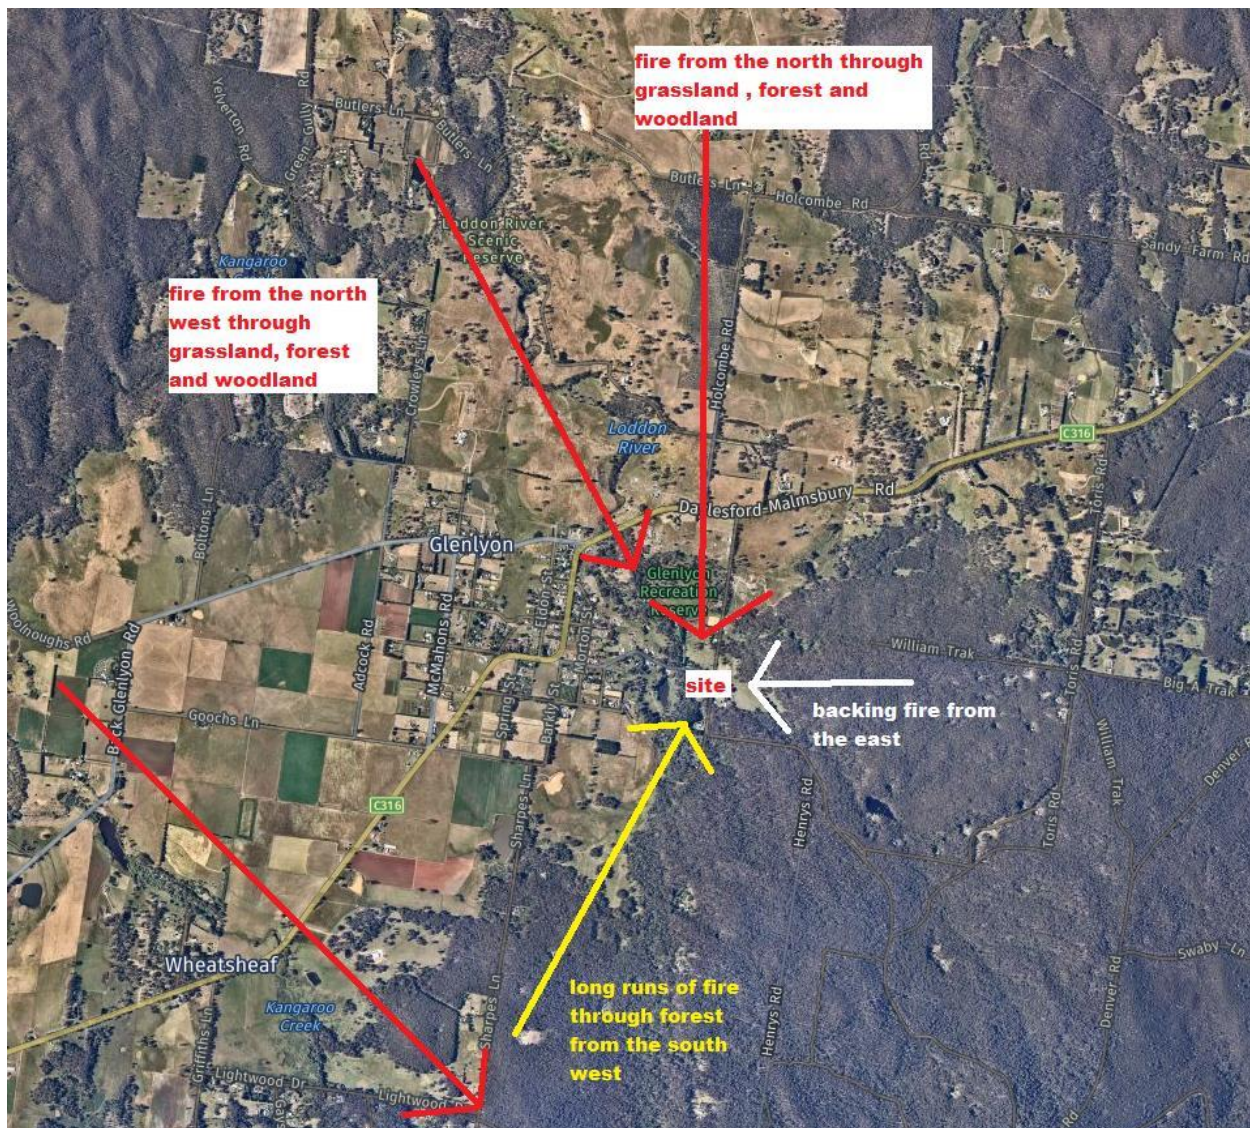 fire from the north through
grassland , forest and
woodland
Yelverton Rd
Green Gully Rd
Butlers Ln
Butlers Ln
Butlers Ln
Holcombe Rd
Sandy Farm Rd
Rd
Loddon River
Scenic
Reserve
Kangaroo
fire from the north
west through
grassland, forest
and woodland
Crowleys Ln
Holcombe Rd
Loddon
River
C316
Toris Rd
Daylesford-Malmsbury Rd
Boltons Ln
Glenlyon
Glenlyon
Recreation
Reserve
Woolnoughs Rd
Back Glenlyon Rd
Adcock Rd
McMahons Rd
Eldon St
Morton St
William Trak
Toris Rd
Big A Trak
site
backing fire from
the east
Goochs Ln
Spring St
Barkly St
William Trak
Denver
C316
Sharpes Ln
Henrys Rd
Toris Rd
Wheatsheaf
Swaby Ln
Denver Rd
Kangaroo
Creek
long runs of fire
through forest
from the south
west
Sharpes Ln
Henrys Rd
Griffiths Ln
Lightwood Dr
Lightwood
Rd